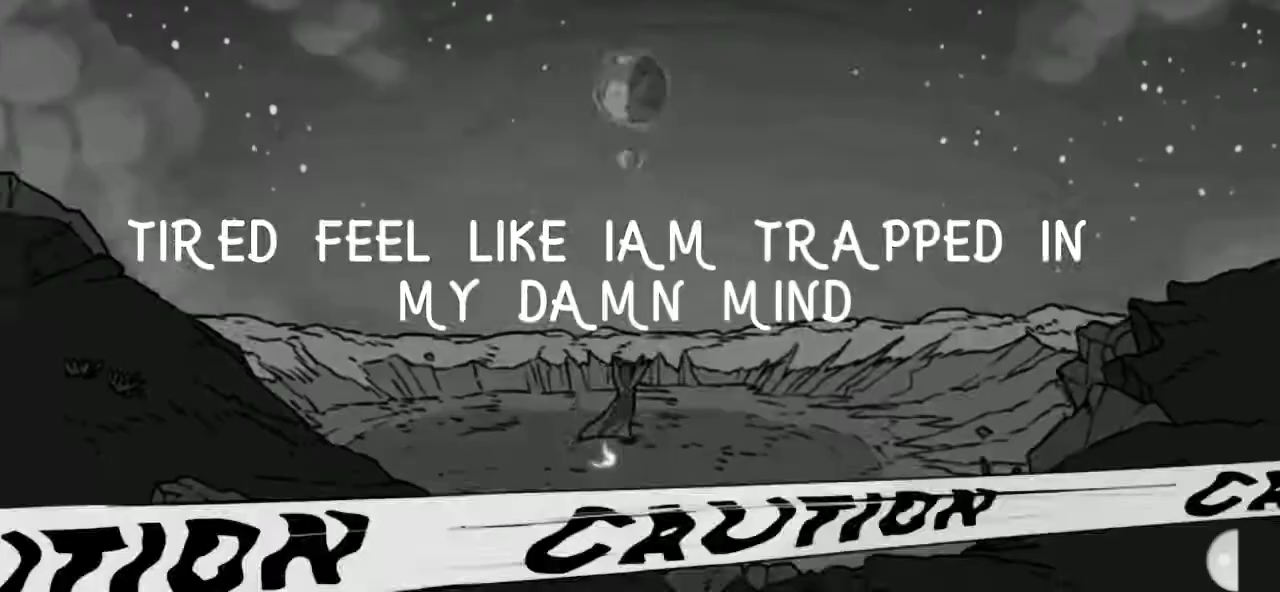 TIRED FEEL LIKE IAM TRAPPED IN
MY DAMN MIND
UTION CAUTION CA